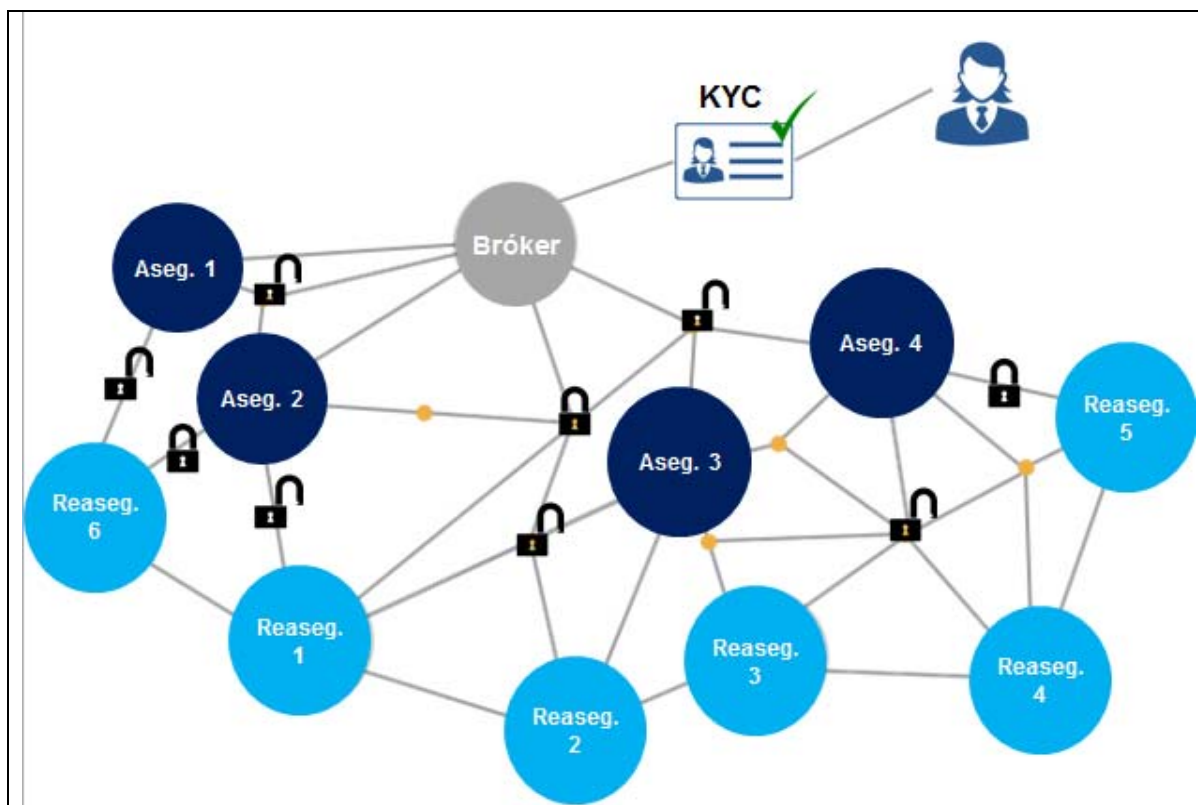 KYC
Bróker
Aseg. 1
Aseg. 4
Aseg. 2
Reaseg.
5
Aseg. 3
Reaseg.
6
Reaseg.
1
Reaseg.
3
Reaseg.
4
Reaseg.
2